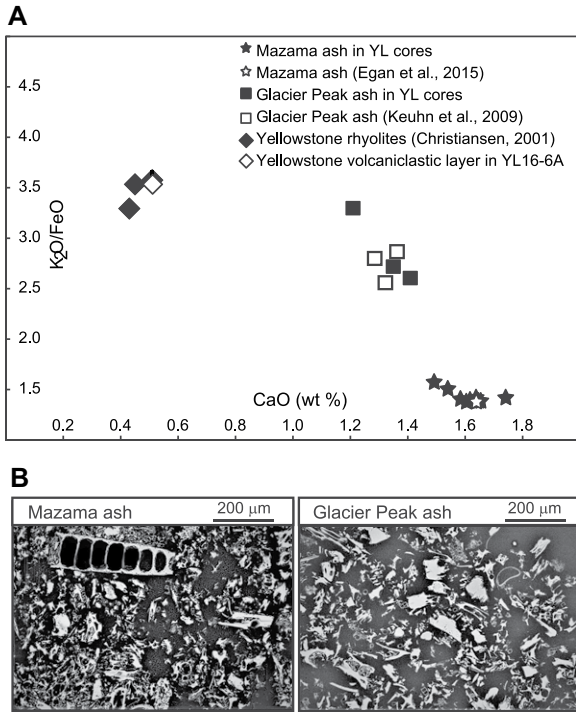 A
Mazama ash in YL cores
Mazama ash (Egan et al., 2015)
Glacier Peak ash in YL cores
Glacier Peak ash (Keuhn et al., 2009)
Yellowstone rhyolites (Christiansen, 2001)
Yellowstone volcaniclastic layer in YL16-6A
4.5
4.0
3.5
3.0
2.5
2.0
1.5
K2O/FeO
CaO (wt %)
0.2 0.4 0.6 0.8 1.0 1.2 1.4 1.6 1.8
B
Mazama ash 200 μm
Glacier Peak ash 200 μm